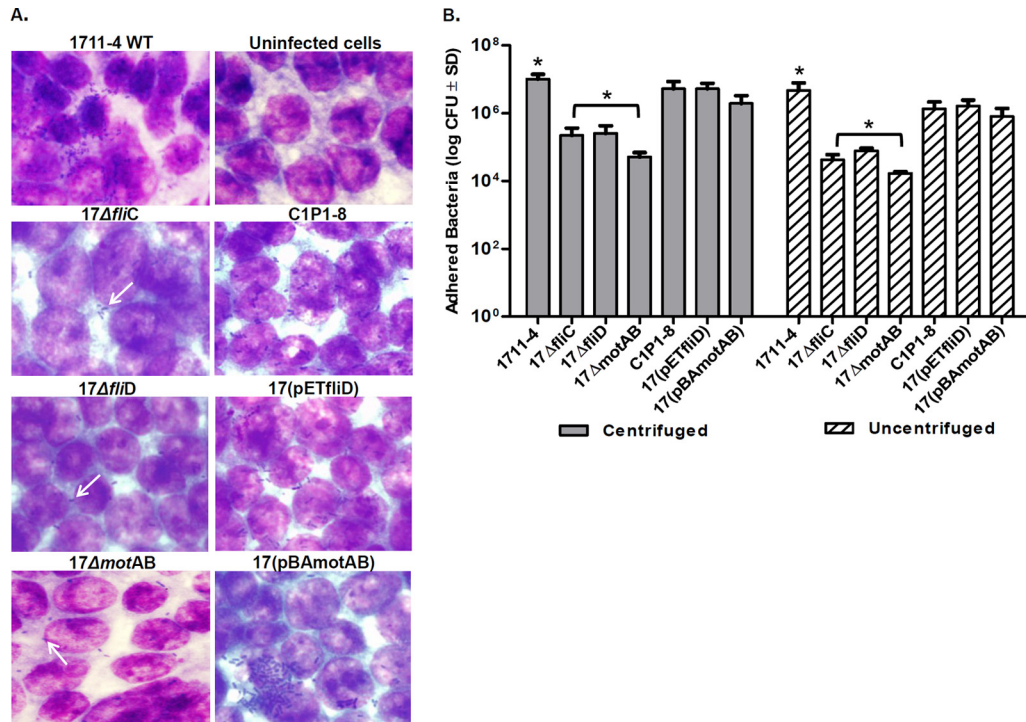 A.
1711-4 WT
Uninfected cells
17ΔfliC
C1P1-8
17ΔfliD
17(pETfliD)
17ΔmotAB
17(pBAmotAB)
B.
Adhered Bacteria (log CFU ± SD)
10⁸
10⁶
10⁴
10²
10⁰
*
*
*
*
1711-4
17ΔfliC
17ΔfliD
17ΔmotAB
C1P1-8
17(pETfliD)
17(pBAmotAB)
1711-4
17ΔfliC
17ΔfliD
17ΔmotAB
C1P1-8
17(pETfliD)
17(pBAmotAB)
Centrifuged
Uncentrifuged